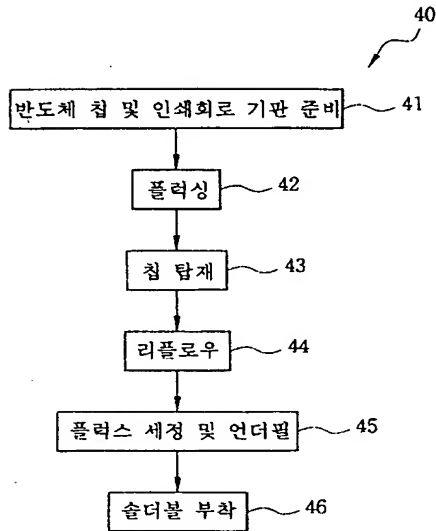 40
반도체 칩 및 인쇄회로 기판 준비 41
플럭싱 42
칩 탑재 43
리플로우 44
플럭스 세정 및 언더필 45
솔더볼 부착 46